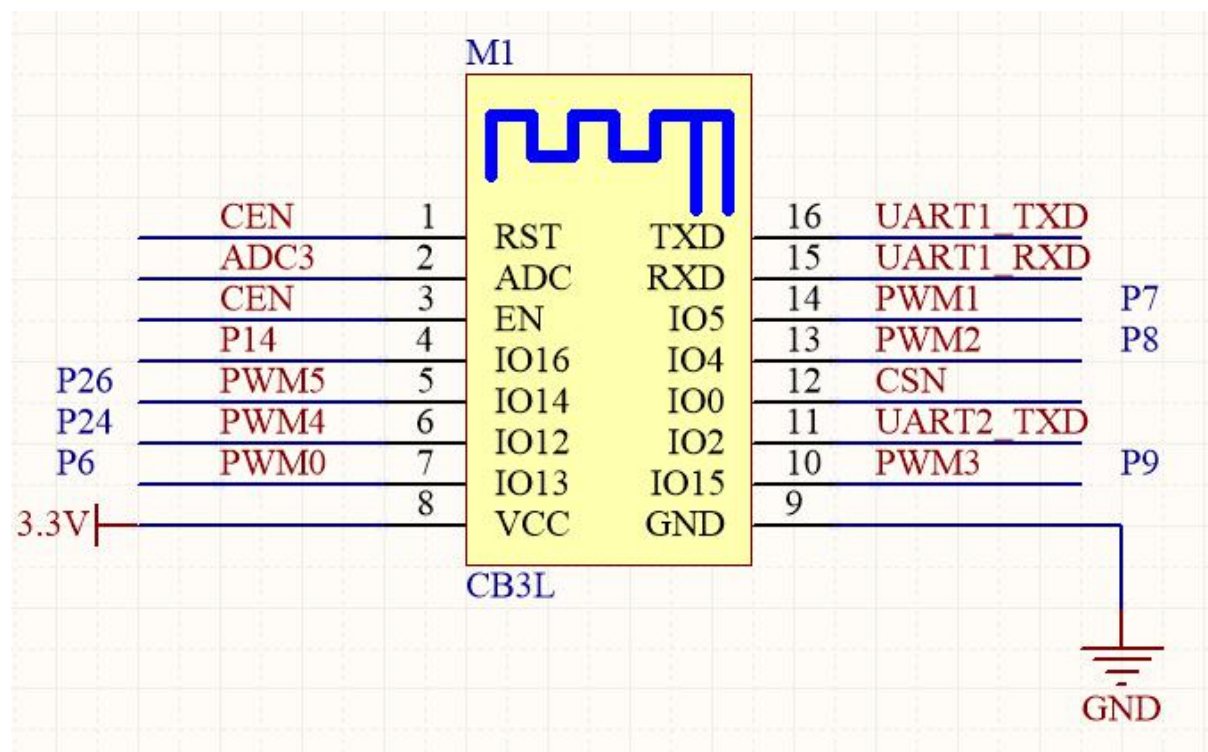 M1
CEN 1 RST TXD 16 UART1_TXD
ADC3 2 ADC RXD 15 UART1_RXD
CEN 3 EN IO5 14 PWM1 P7
P14 4 IO16 IO4 13 PWM2 P8
P26 PWM5 5 IO14 IO0 12 CSN
P24 PWM4 6 IO12 IO2 11 UART2_TXD
P6 PWM0 7 IO13 IO15 10 PWM3 P9
3.3V 8 VCC GND 9
CB3L
GND